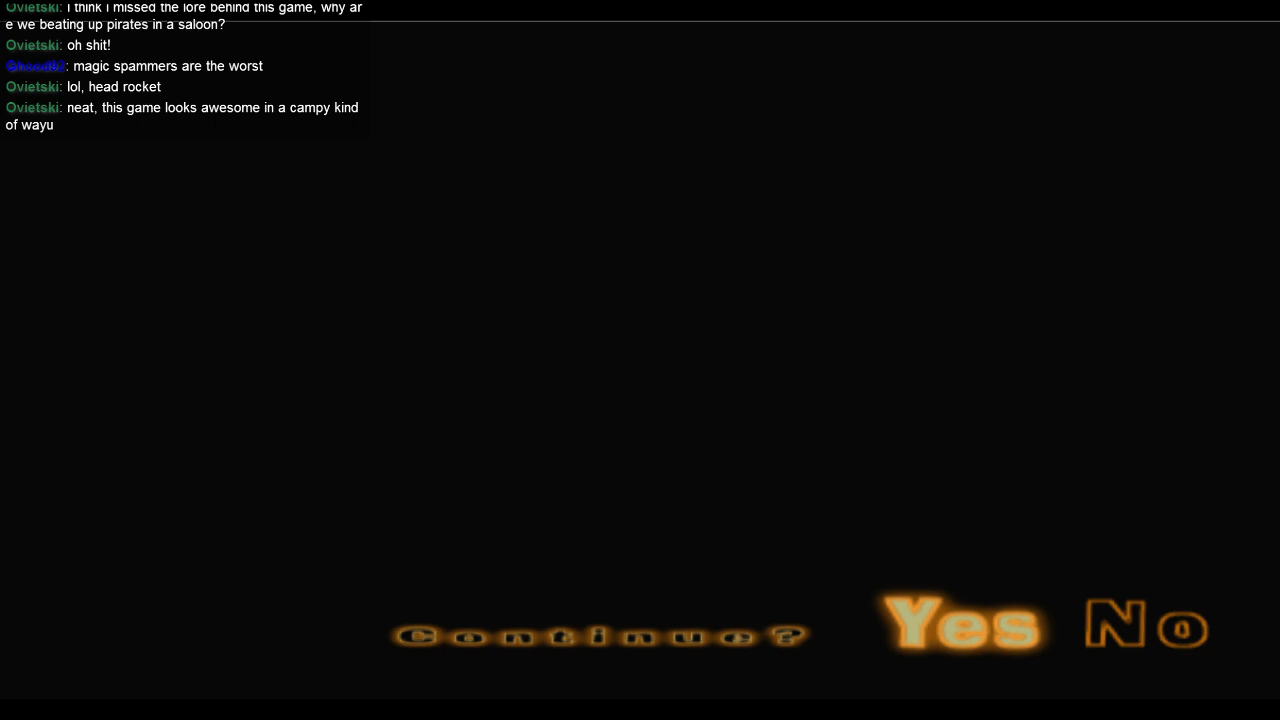 Ovietski: i think i missed the lore behind this game, why ar
e we beating up pirates in a saloon?
Ovietski: oh shit!
: magic spammers are the worst
Ovietski: lol, head rocket
Ovietski: neat, this game looks awesome in a campy kind
of wayu
Continue? Yes No